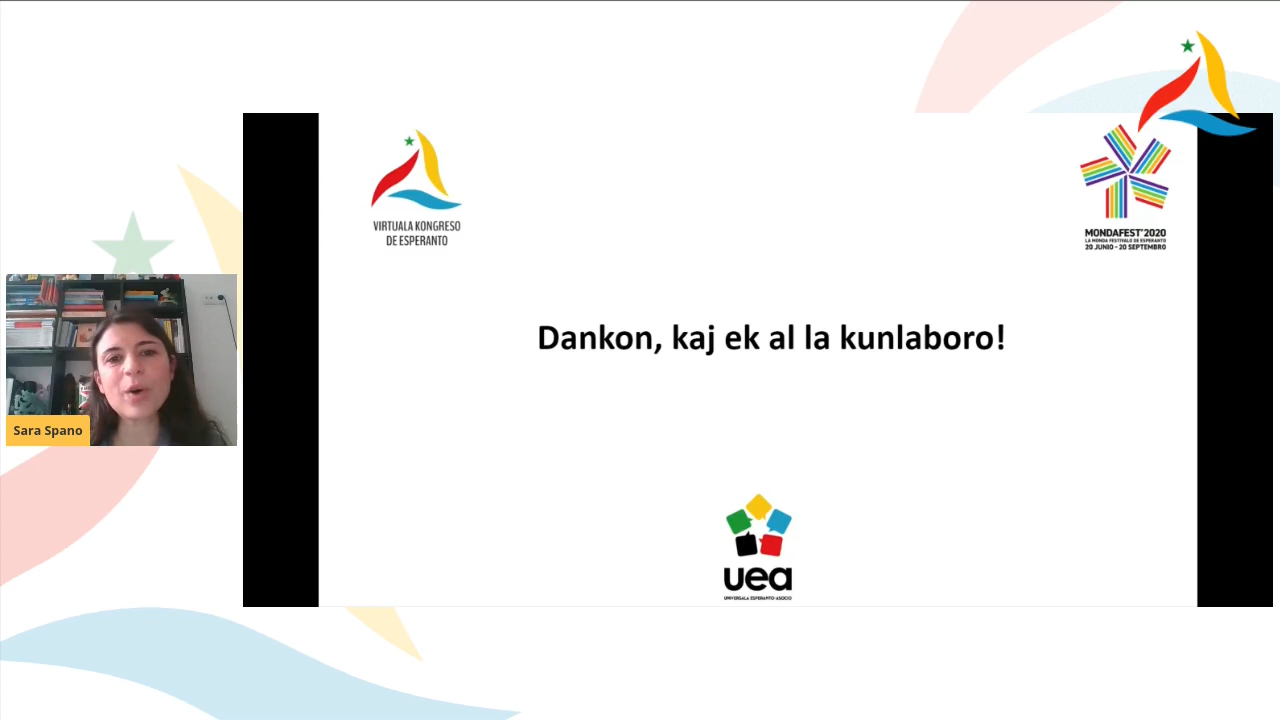 VIRTUALA KONGRESO
DE ESPERANTO
MONDAFEST'2020
LA MONDA FESTIVALO DE ESPERANTO
20 JUNIO - 20 SEPTEMBRO
Dankon, kaj ek al la kunlaboro!
Sara Spano
uea
UNIVERSALA ESPERANTO-ASOCIO